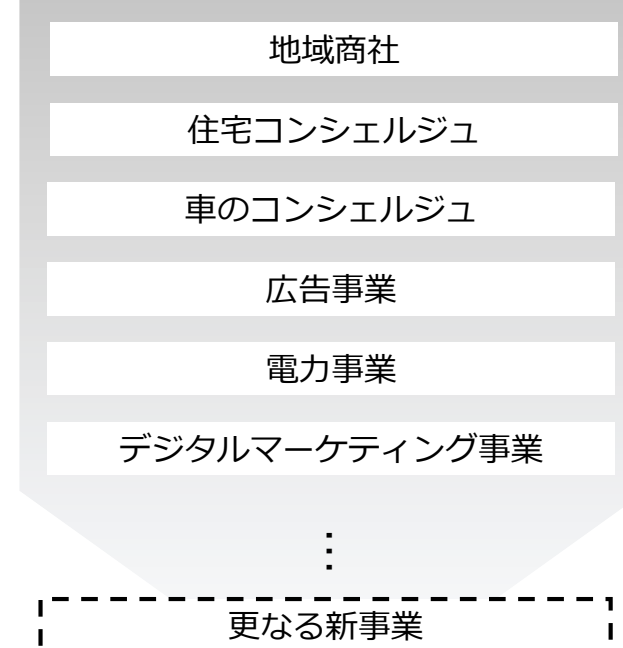 地域商社
住宅コンシェルジュ
車のコンシェルジュ
広告事業
電力事業
デジタルマーケティング事業
⋮
更なる新事業